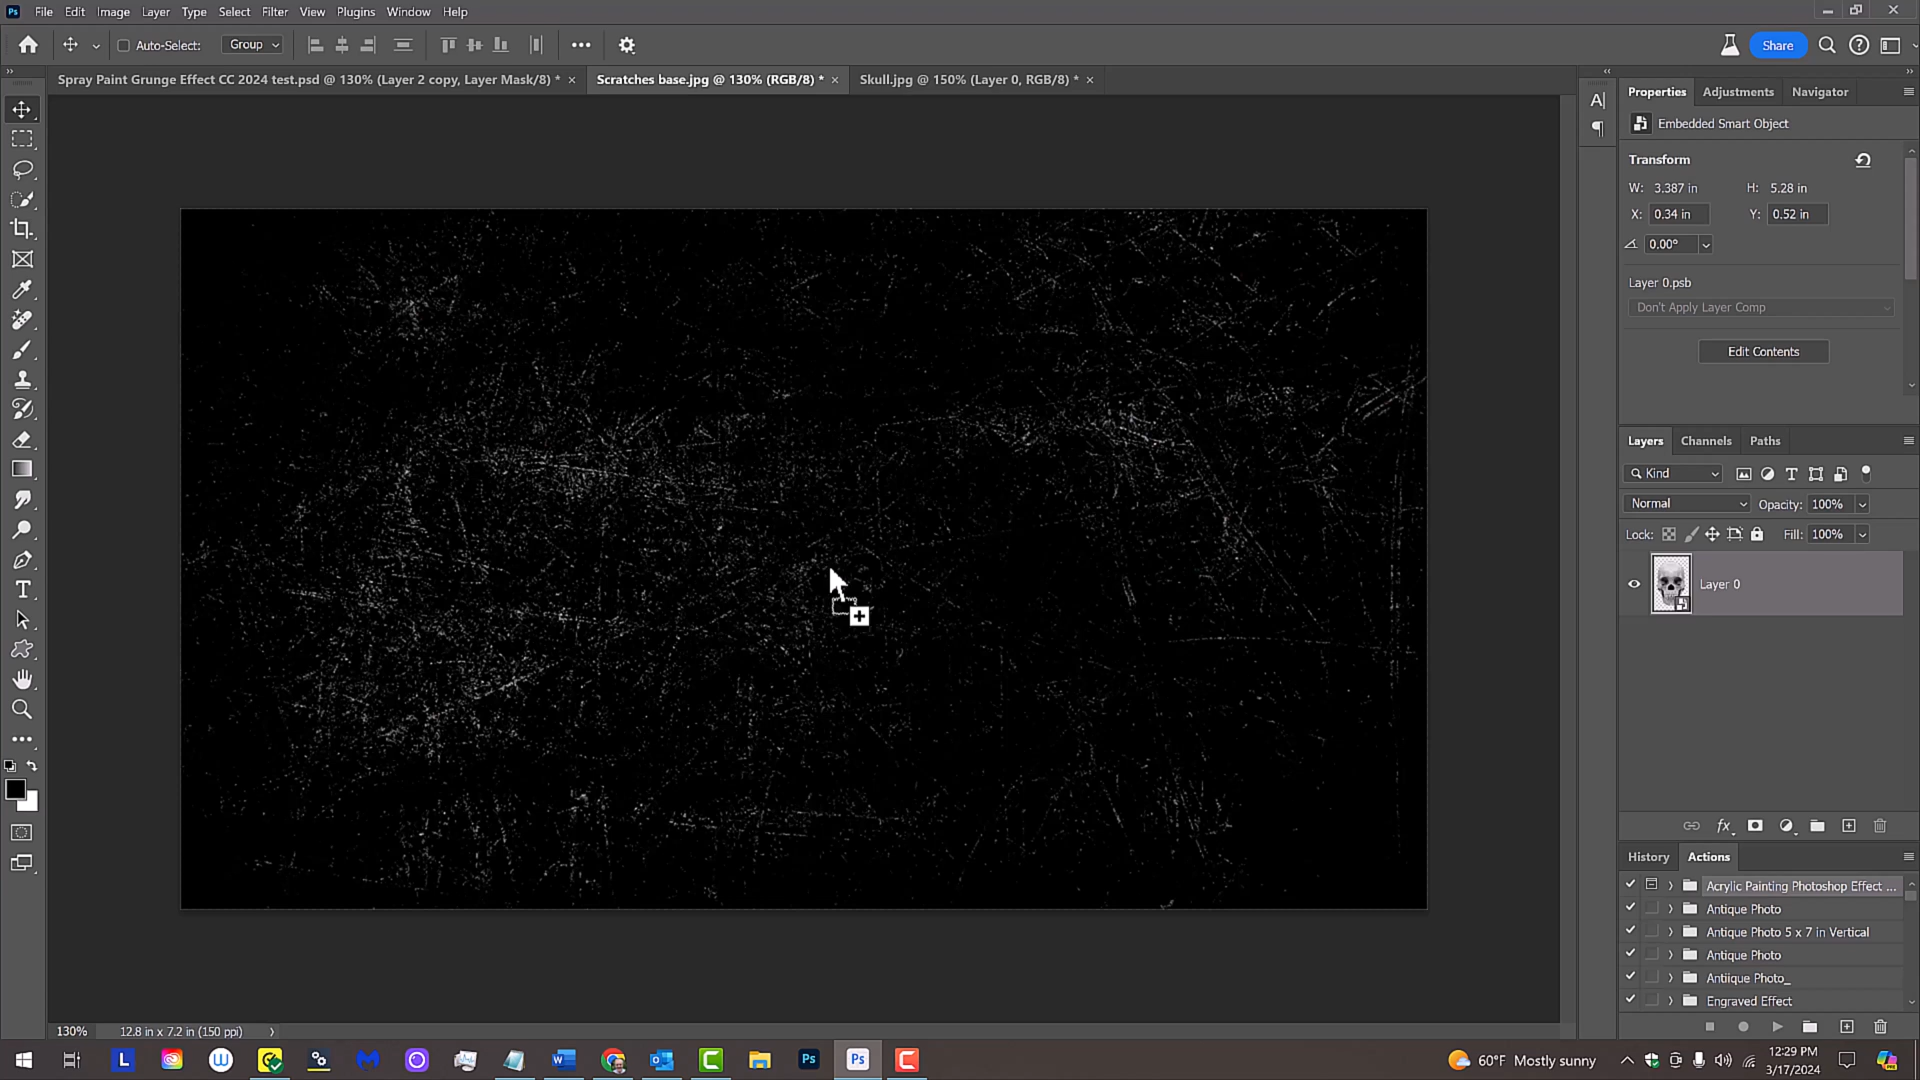 File Edit Image Layer Type Select Filter View Plugins Window Help
Auto-Select: Group Share
Spray Paint Grunge Effect CC 2024 test.psd @ 130% (Layer 2 copy, Layer Mask/8) * Scratches base.jpg @ 130% (RGB/8) * Skull.jpg @ 150% (Layer 0, RGB/8) *
Properties Adjustments Navigator
Embedded Smart Object
Transform
W: 3.387 in H: 5.28 in
X: 0.34 in Y: 0.52 in
0.00°
Layer 0.psb
Don't Apply Layer Comp
Edit Contents
Layers Channels Paths
Kind
Normal Opacity: 100%
Lock: Fill: 100%
Layer 0
History Actions
Acrylic Painting Photoshop Effect ...
Antique Photo
Antique Photo 5 x 7 in Vertical
Antique Photo
Antiique Photo_
Engraved Effect
130% 12.8 in x 7.2 in (150 ppi)
60°F Mostly sunny
12:29 PM
3/17/2024